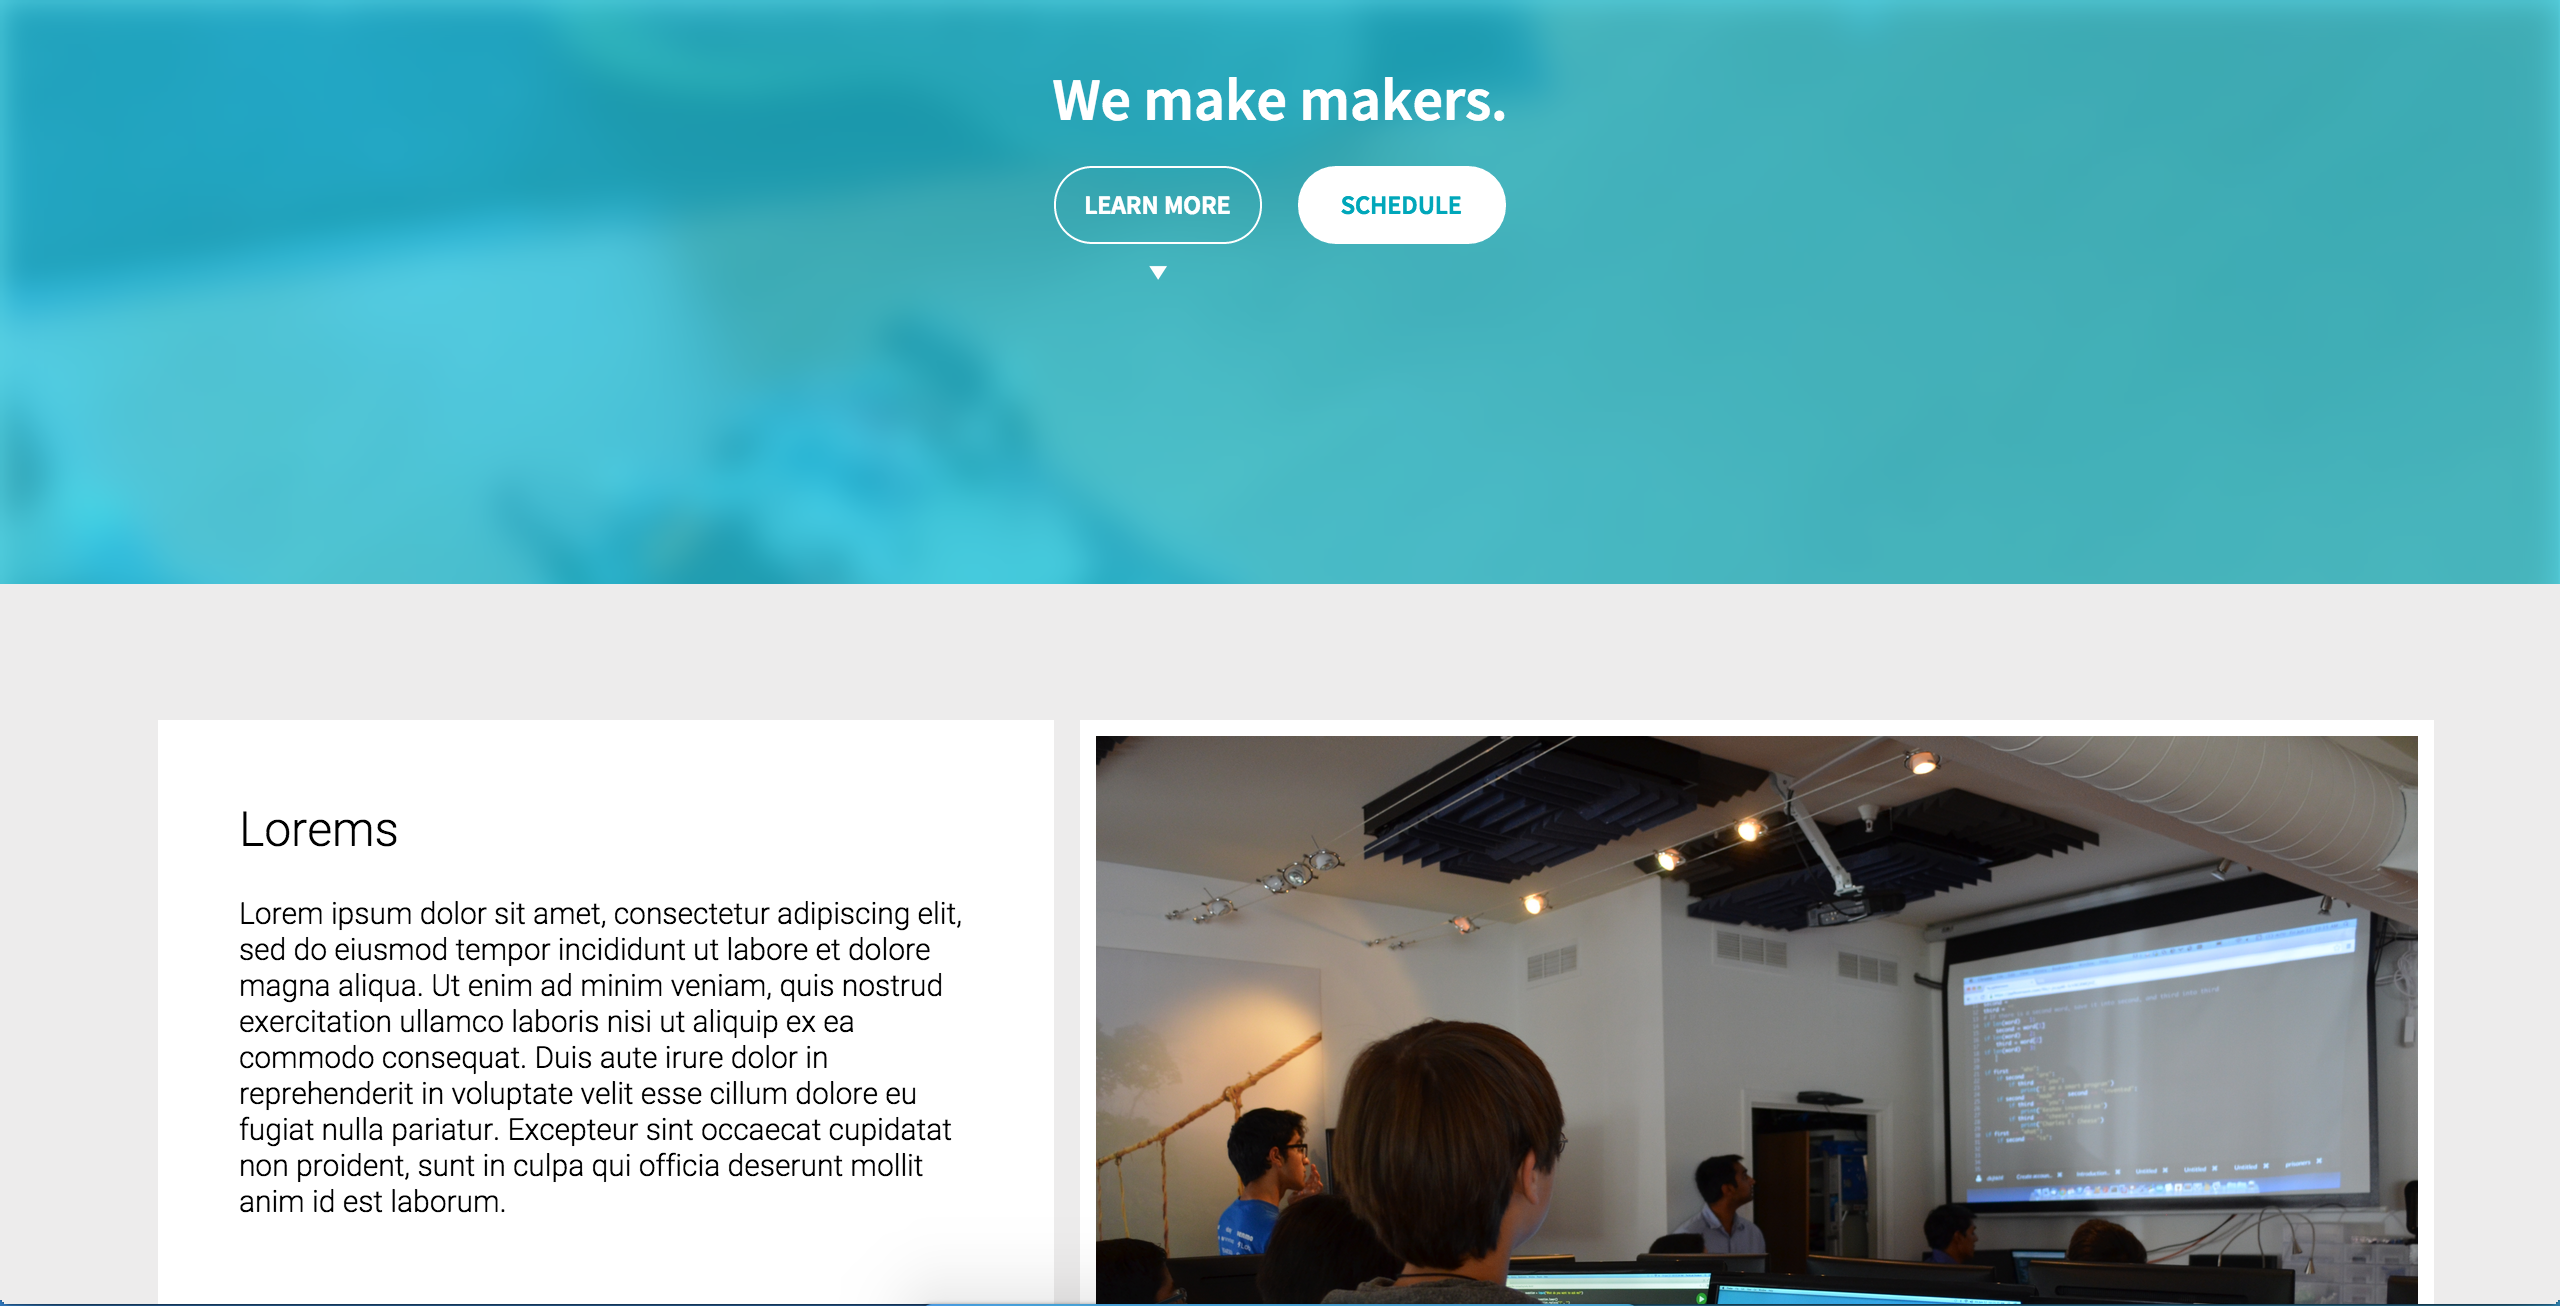 We make makers.
LEARN MORE
SCHEDULE
Lorems
Lorem ipsum dolor sit amet, consectetur adipiscing elit,
sed do eiusmod tempor incididunt ut labore et dolore
magna aliqua. Ut enim ad minim veniam, quis nostrud
exercitation ullamco laboris nisi ut aliquip ex ea
commodo consequat. Duis aute irure dolor in
reprehenderit in voluptate velit esse cillum dolore eu
fugiat nulla pariatur. Excepteur sint occaecat cupidatat
non proident, sunt in culpa qui officia deserunt mollit
anim id est laborum.